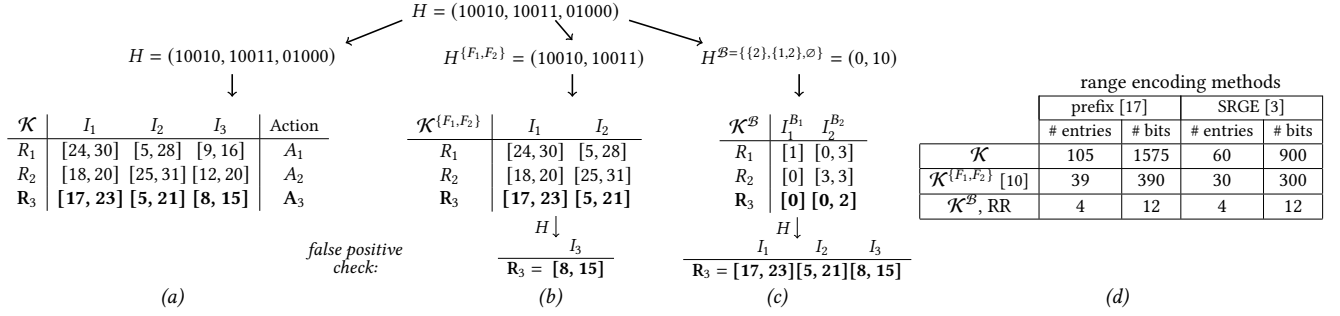 H = (10010, 10011, 01000)
H = (10010, 10011, 01000)
H^{F₁,F₂} = (10010, 10011)
H^ℬ={{2},{1,2},∅} = (0, 10)
𝒦 I₁ I₂ I₃ Action
R₁ [24, 30] [5, 28] [9, 16] A₁
R₂ [18, 20] [25, 31] [12, 20] A₂
R₃ [17, 23] [5, 21] [8, 15] A₃
𝒦^{F₁,F₂} I₁ I₂
R₁ [24, 30] [5, 28]
R₂ [18, 20] [25, 31]
R₃ [17, 23] [5, 21]
H↓
false positive check:
I₃
R₃ = [8, 15]
𝒦^ℬ I₁^B₁ I₂^B₂
R₁ [1] [0, 3]
R₂ [0] [3, 3]
R₃ [0] [0, 2]
H↓
I₁ I₂ I₃
R₃ = [17, 23][5, 21][8, 15]
range encoding methods
prefix [17] SRGE [3]
# entries # bits # entries # bits
𝒦 105 1575 60 900
𝒦^{F₁,F₂} [10] 39 390 30 300
𝒦^ℬ, RR 4 12 4 12
(a) (b) (c) (d)